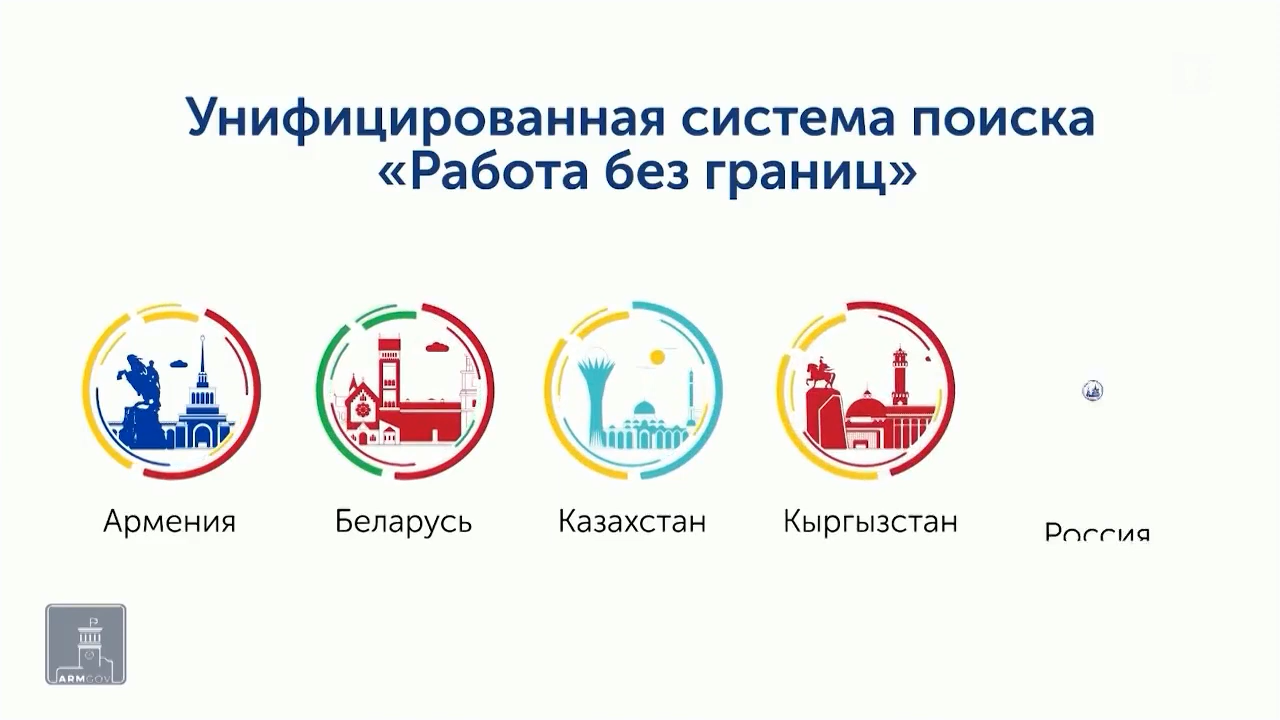 Унифицированная система поиска
«Работа без границ»
Армения
Беларусь
Казахстан
Кыргызстан
Россия
ARMGOV